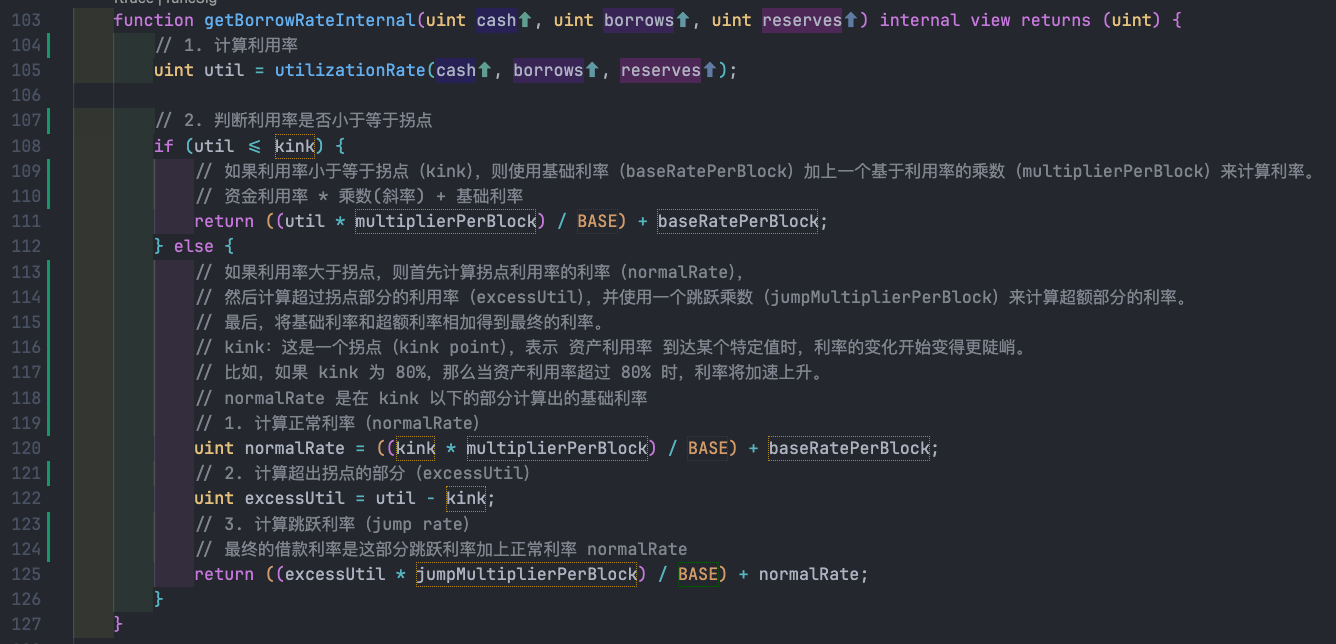 103 function getBorrowRateInternal(uint cash⬆, uint borrows⬆, uint reserves⬆) internal view returns (uint) {
104 // 1. 计算利用率
105 uint util = utilizationRate(cash⬆, borrows⬆, reserves⬆);
106
107 // 2. 判断利用率是否小于等于拐点
108 if (util ≤ kink) {
109 // 如果利用率小于等于拐点（kink），则使用基础利率（baseRatePerBlock）加上一个基于利用率的乘数（multiplierPerBlock）来计算利率。
110 // 资金利用率 * 乘数(斜率) + 基础利率
111 return ((util * multiplierPerBlock) / BASE) + baseRatePerBlock;
112 } else {
113 // 如果利用率大于拐点，则首先计算拐点利用率的利率（normalRate），
114 // 然后计算超过拐点部分的利用率（excessUtil），并使用一个跳跃乘数（jumpMultiplierPerBlock）来计算超额部分的利率。
115 // 最后，将基础利率和超额利率相加得到最终的利率。
116 // kink：这是一个拐点（kink point），表示 资产利用率 到达某个特定值时，利率的变化开始变得更陡峭。
117 // 比如，如果 kink 为 80%，那么当资产利用率超过 80% 时，利率将加速上升。
118 // normalRate 是在 kink 以下的部分计算出的基础利率
119 // 1. 计算正常利率（normalRate）
120 uint normalRate = ((kink * multiplierPerBlock) / BASE) + baseRatePerBlock;
121 // 2. 计算超出拐点的部分（excessUtil）
122 uint excessUtil = util - kink;
123 // 3. 计算跳跃利率（jump rate）
124 // 最终的借款利率是这部分跳跃利率加上正常利率 normalRate
125 return ((excessUtil * jumpMultiplierPerBlock) / BASE) + normalRate;
126 }
127 }